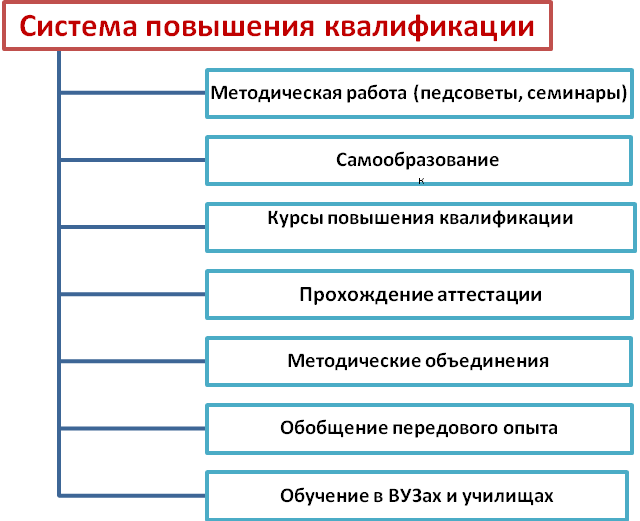 Система повышения квалификации
Методическая работа (педсоветы, семинары)
Самообразование
к
Курсы повышения квалификации
Прохождение аттестации
Методические объединения
Обобщение передового опыта
Обучение в ВУЗах и училищах